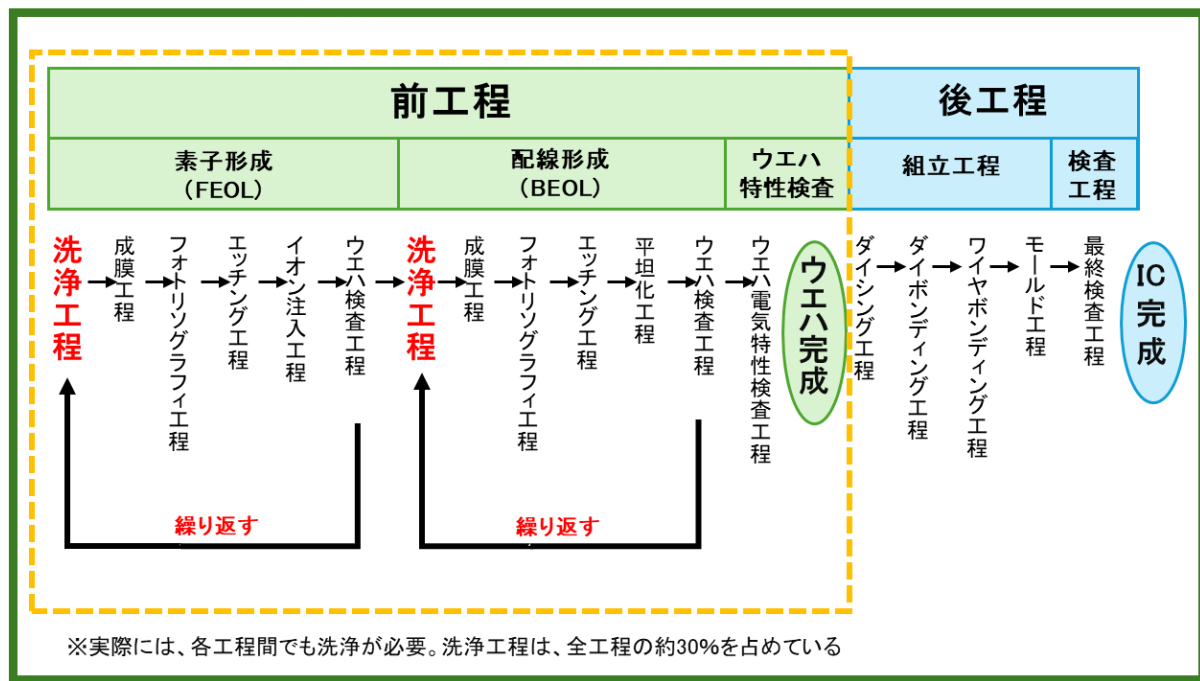 前工程
後工程
素子形成
(FEOL)
配線形成
(BEOL)
ウエハ
特性検査
組立工程
検査
工程
洗浄工程
成膜工程
フォトリソグラフィ工程
エッチング工程
イオン注入工程
ウエハ検査工程
洗浄工程
成膜工程
フォトリソグラフィ工程
エッチング工程
平坦化工程
ウエハ検査工程
ウエハ電気特性検査工程
ウエハ完成
ダイシング工程
ダイボンディング工程
ワイヤボンディング工程
モールド工程
最終検査工程
IC完成
繰り返す
繰り返す
※実際には、各工程間でも洗浄が必要。洗浄工程は、全工程の約30%を占めている